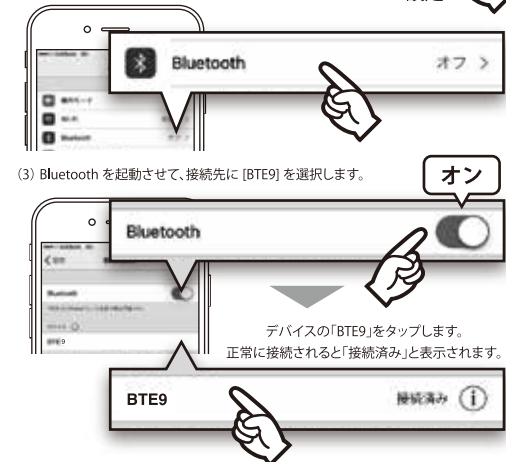 Bluetooth
オフ >
Bluetooth
(3) Bluetooth を起動させて、接続先に [BTE9] を選択します。
オン
Bluetooth
Bluetooth
デバイスの「BTE9」をタップします。
正常に接続されると「接続済み」と表示されます。
BTE9
BTE9
接続済み